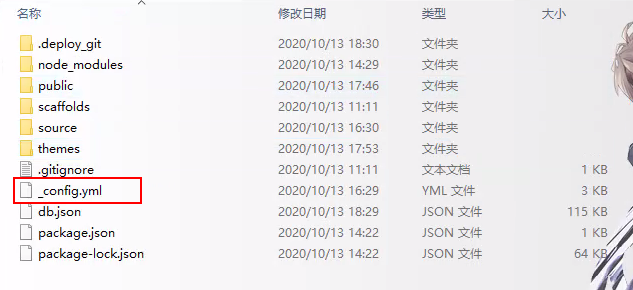 名称 修改日期 类型 大小
.deploy_git 2020/10/13 18:30 文件夹
node_modules 2020/10/13 14:29 文件夹
public 2020/10/13 17:46 文件夹
scaffolds 2020/10/13 11:11 文件夹
source 2020/10/13 16:30 文件夹
themes 2020/10/13 17:53 文件夹
.gitignore 2020/10/13 11:11 文本文档 1 KB
_config.yml 2020/10/13 16:29 YML 文件 3 KB
db.json 2020/10/13 18:29 JSON 文件 115 KB
package.json 2020/10/13 14:22 JSON 文件 1 KB
package-lock.json 2020/10/13 14:22 JSON 文件 64 KB